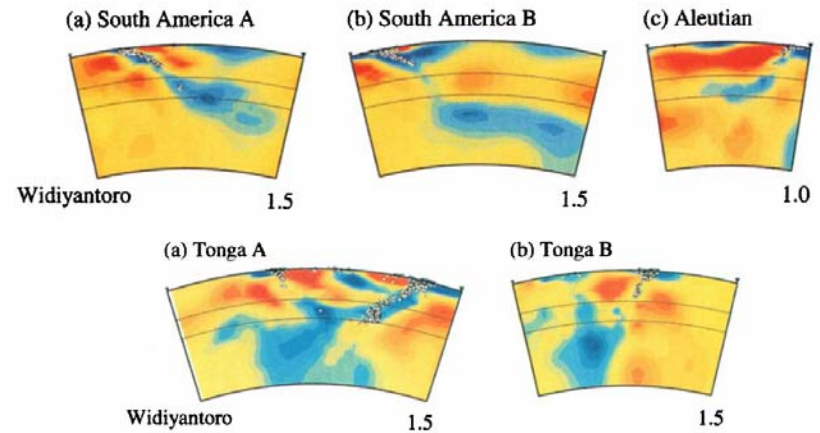 (a) South America A
(b) South America B
(c) Aleutian
Widiyantoro
1.5
1.5
1.0
(a) Tonga A
(b) Tonga B
Widiyantoro
1.5
1.5